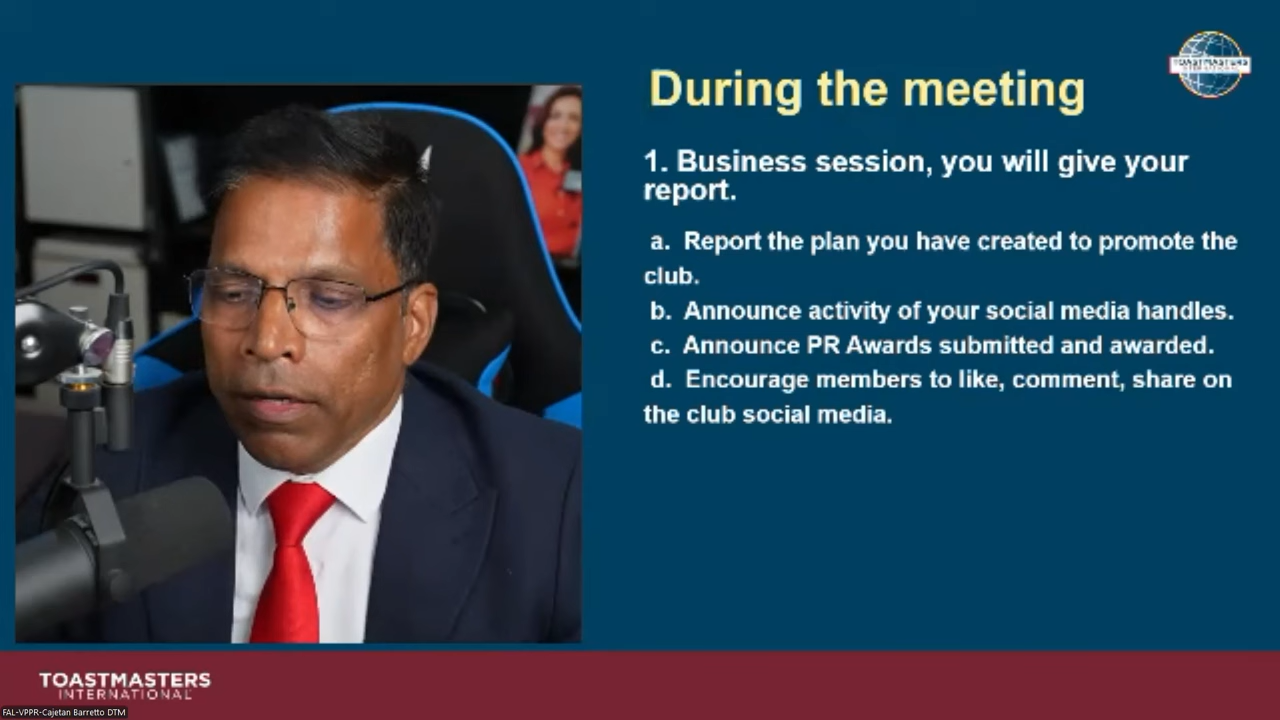 TOASTMASTERS
INTERNATIONAL
During the meeting
1. Business session, you will give your
report.
a. Report the plan you have created to promote the
club.
b. Announce activity of your social media handles.
c. Announce PR Awards submitted and awarded.
d. Encourage members to like, comment, share on
the club social media.
TOASTMASTERS
INTERNATIONAL
FAL-VPPR-Cajetan Barretto DTM